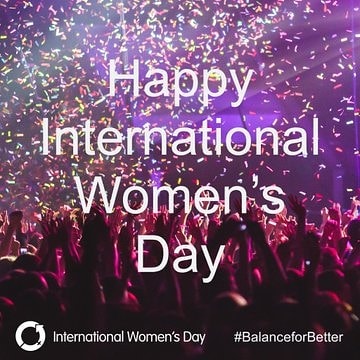 Happy
International
Women's
Day
International Women's Day #BalanceforBetter